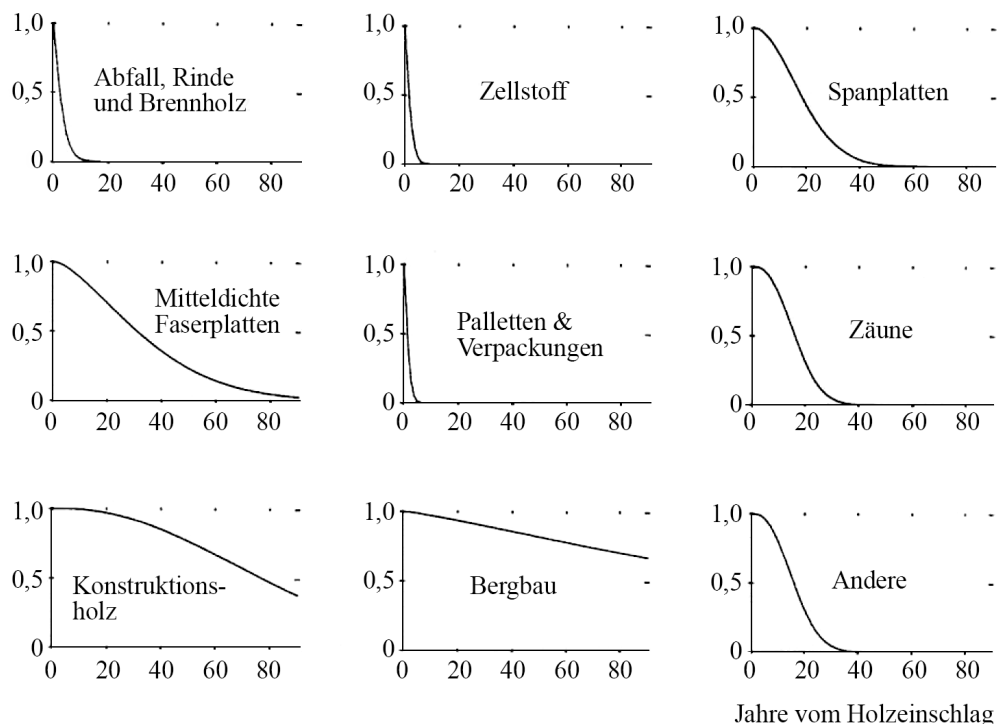 1,0
Abfall, Rinde
und Brennholz
0,5
0
0 20 40 60 80
1,0
Zellstoff
0,5
0
0 20 40 60 80
1,0
Spanplatten
0,5
0
0 20 40 60 80
1,0
Mitteldichte
Faserplatten
0,5
0
0 20 40 60 80
1,0
Palletten &
Verpackungen
0,5
0
0 20 40 60 80
1,0
Zäune
0,5
0
0 20 40 60 80
1,0
0,5
Konstruktions-
holz
0
0 20 40 60 80
1,0
0,5
Bergbau
0
0 20 40 60 80
1,0
0,5
Andere
0
0 20 40 60 80
Jahre vom Holzeinschlag